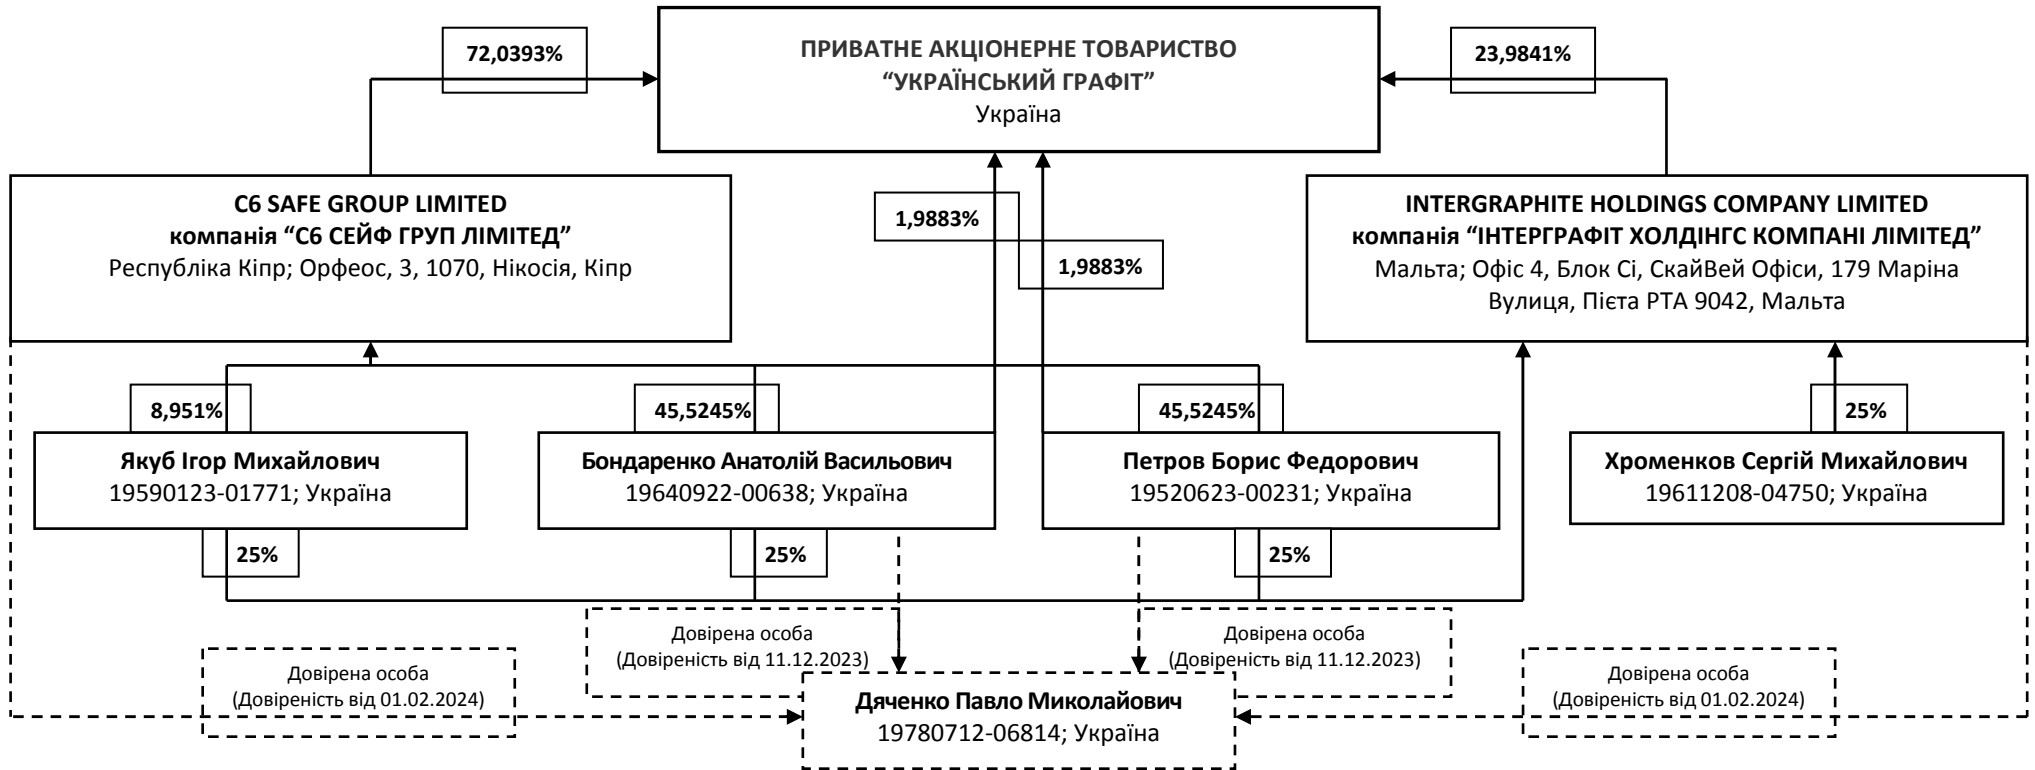 72,0393%
ПРИВАТНЕ АКЦІОНЕРНЕ ТОВАРИСТВО
“УКРАЇНСЬКИЙ ГРАФІТ”
Україна
23,9841%
C6 SAFE GROUP LIMITED
компанія “С6 СЕЙФ ГРУП ЛІМІТЕД”
Республіка Кіпр; Орфеос, 3, 1070, Нікосія, Кіпр
1,9883%
1,9883%
INTERGRAPHITE HOLDINGS COMPANY LIMITED
компанія “ІНТЕРГРАФІТ ХОЛДІНГС КОМПАНІ ЛІМІТЕД”
Мальта; Офіс 4, Блок Сі, СкайВей Офіси, 179 Маріна
Вулиця, Пієта PTA 9042, Мальта
8,951%
45,5245%
45,5245%
25%
Якуб Ігор Михайлович
19590123-01771; Україна
Бондаренко Анатолій Васильович
19640922-00638; Україна
Петров Борис Федорович
19520623-00231; Україна
Хроменков Сергій Михайлович
19611208-04750; Україна
25%
25%
25%
Довірена особа
(Довіреність від 01.02.2024)
Довірена особа
(Довіреність від 11.12.2023)
Довірена особа
(Довіреність від 11.12.2023)
Довірена особа
(Довіреність від 01.02.2024)
Дяченко Павло Миколайович
19780712-06814; Україна